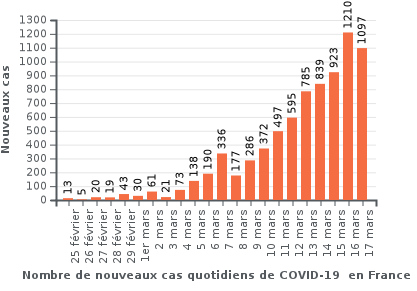 Nouveaux cas
1300
1200
1100
1000
900
800
700
600
500
400
300
200
100
0
13
5
20
19
43
30
61
21
73
138
190
336
177
286
372
497
595
785
839
923
1210
1097
25 février
26 février
27 février
28 février
29 février
1er mars
2 mars
3 mars
4 mars
5 mars
6 mars
7 mars
8 mars
9 mars
10 mars
11 mars
12 mars
13 mars
14 mars
15 mars
16 mars
17 mars
Nombre de nouveaux cas quotidiens de COVID-19 en France